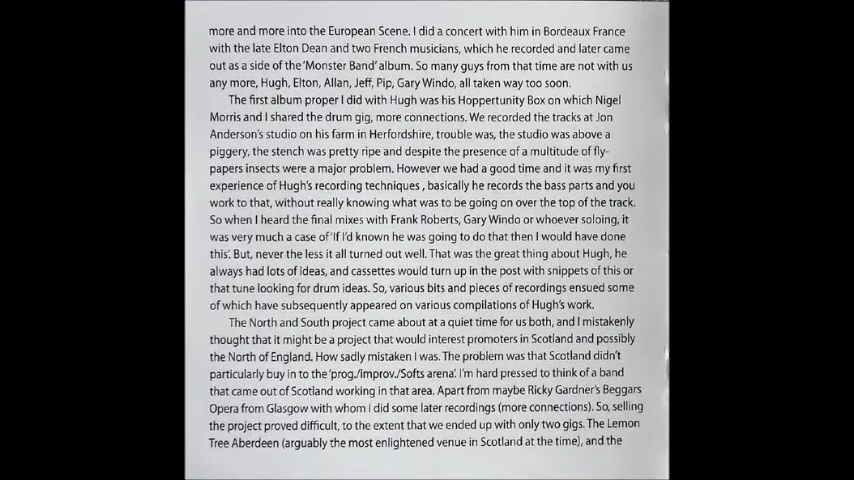 more and more into the European Scene. I did a concert with him in Bordeaux France
with the late Elton Dean and two French musicians, which he recorded and later came
out as a side of the 'Monster Band' album. So many guys from that time are not with us
any more, Hugh, Elton, Allan, Jeff, Pip, Gary Windo, all taken way too soon.
The first album proper I did with Hugh was his Hoppertunity Box on which Nigel
Morris and I shared the drum gig, more connections. We recorded the tracks at Jon
Anderson's studio on his farm in Herfordshire, trouble was, the studio was above a
piggery, the stench was pretty ripe and despite the presence of a multitude of fly-
papers insects were a major problem. However we had a good time and it was my first
experience of Hugh's recording techniques , basically he records the bass parts and you
work to that, without really knowing what was to be going on over the top of the track.
So when I heard the final mixes with Frank Roberts, Gary Windo or whoever soloing, it
was very much a case of 'If I'd known he was going to do that then I would have done
this'. But, never the less it all turned out well. That was the great thing about Hugh, he
always had lots of ideas, and cassettes would turn up in the post with snippets of this or
that tune looking for drum ideas. So, various bits and pieces of recordings ensued some
of which have subsequently appeared on various compilations of Hugh's work.
The North and South project came about at a quiet time for us both, and I mistakenly
thought that it might be a project that would interest promoters in Scotland and possibly
the North of England. How sadly mistaken I was. The problem was that Scotland didn't
particularly buy in to the 'prog./improv./Softs arena'. I'm hard pressed to think of a band
that came out of Scotland working in that area. Apart from maybe Ricky Gardner's Beggars
Opera from Glasgow with whom I did some later recordings (more connections). So, selling
the project proved difficult, to the extent that we ended up with only two gigs. The Lemon
Tree Aberdeen (arguably the most enlightened venue in Scotland at the time), and the